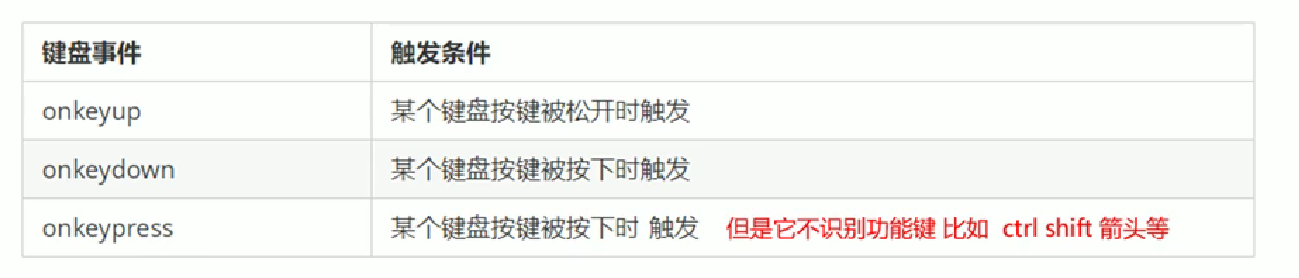 键盘事件 触发条件
onkeyup 某个键盘按键被松开时触发
onkeydown 某个键盘按键被按下时触发
onkeypress 某个键盘按键被按下时 触发 但是它不识别功能键 比如 ctrl shift 箭头等